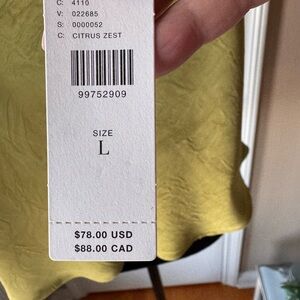 C: 4110
V: 022685
S: 0000052
C: CITRUS ZEST
99752909
SIZE
L
$78.00 USD
$88.00 CAD